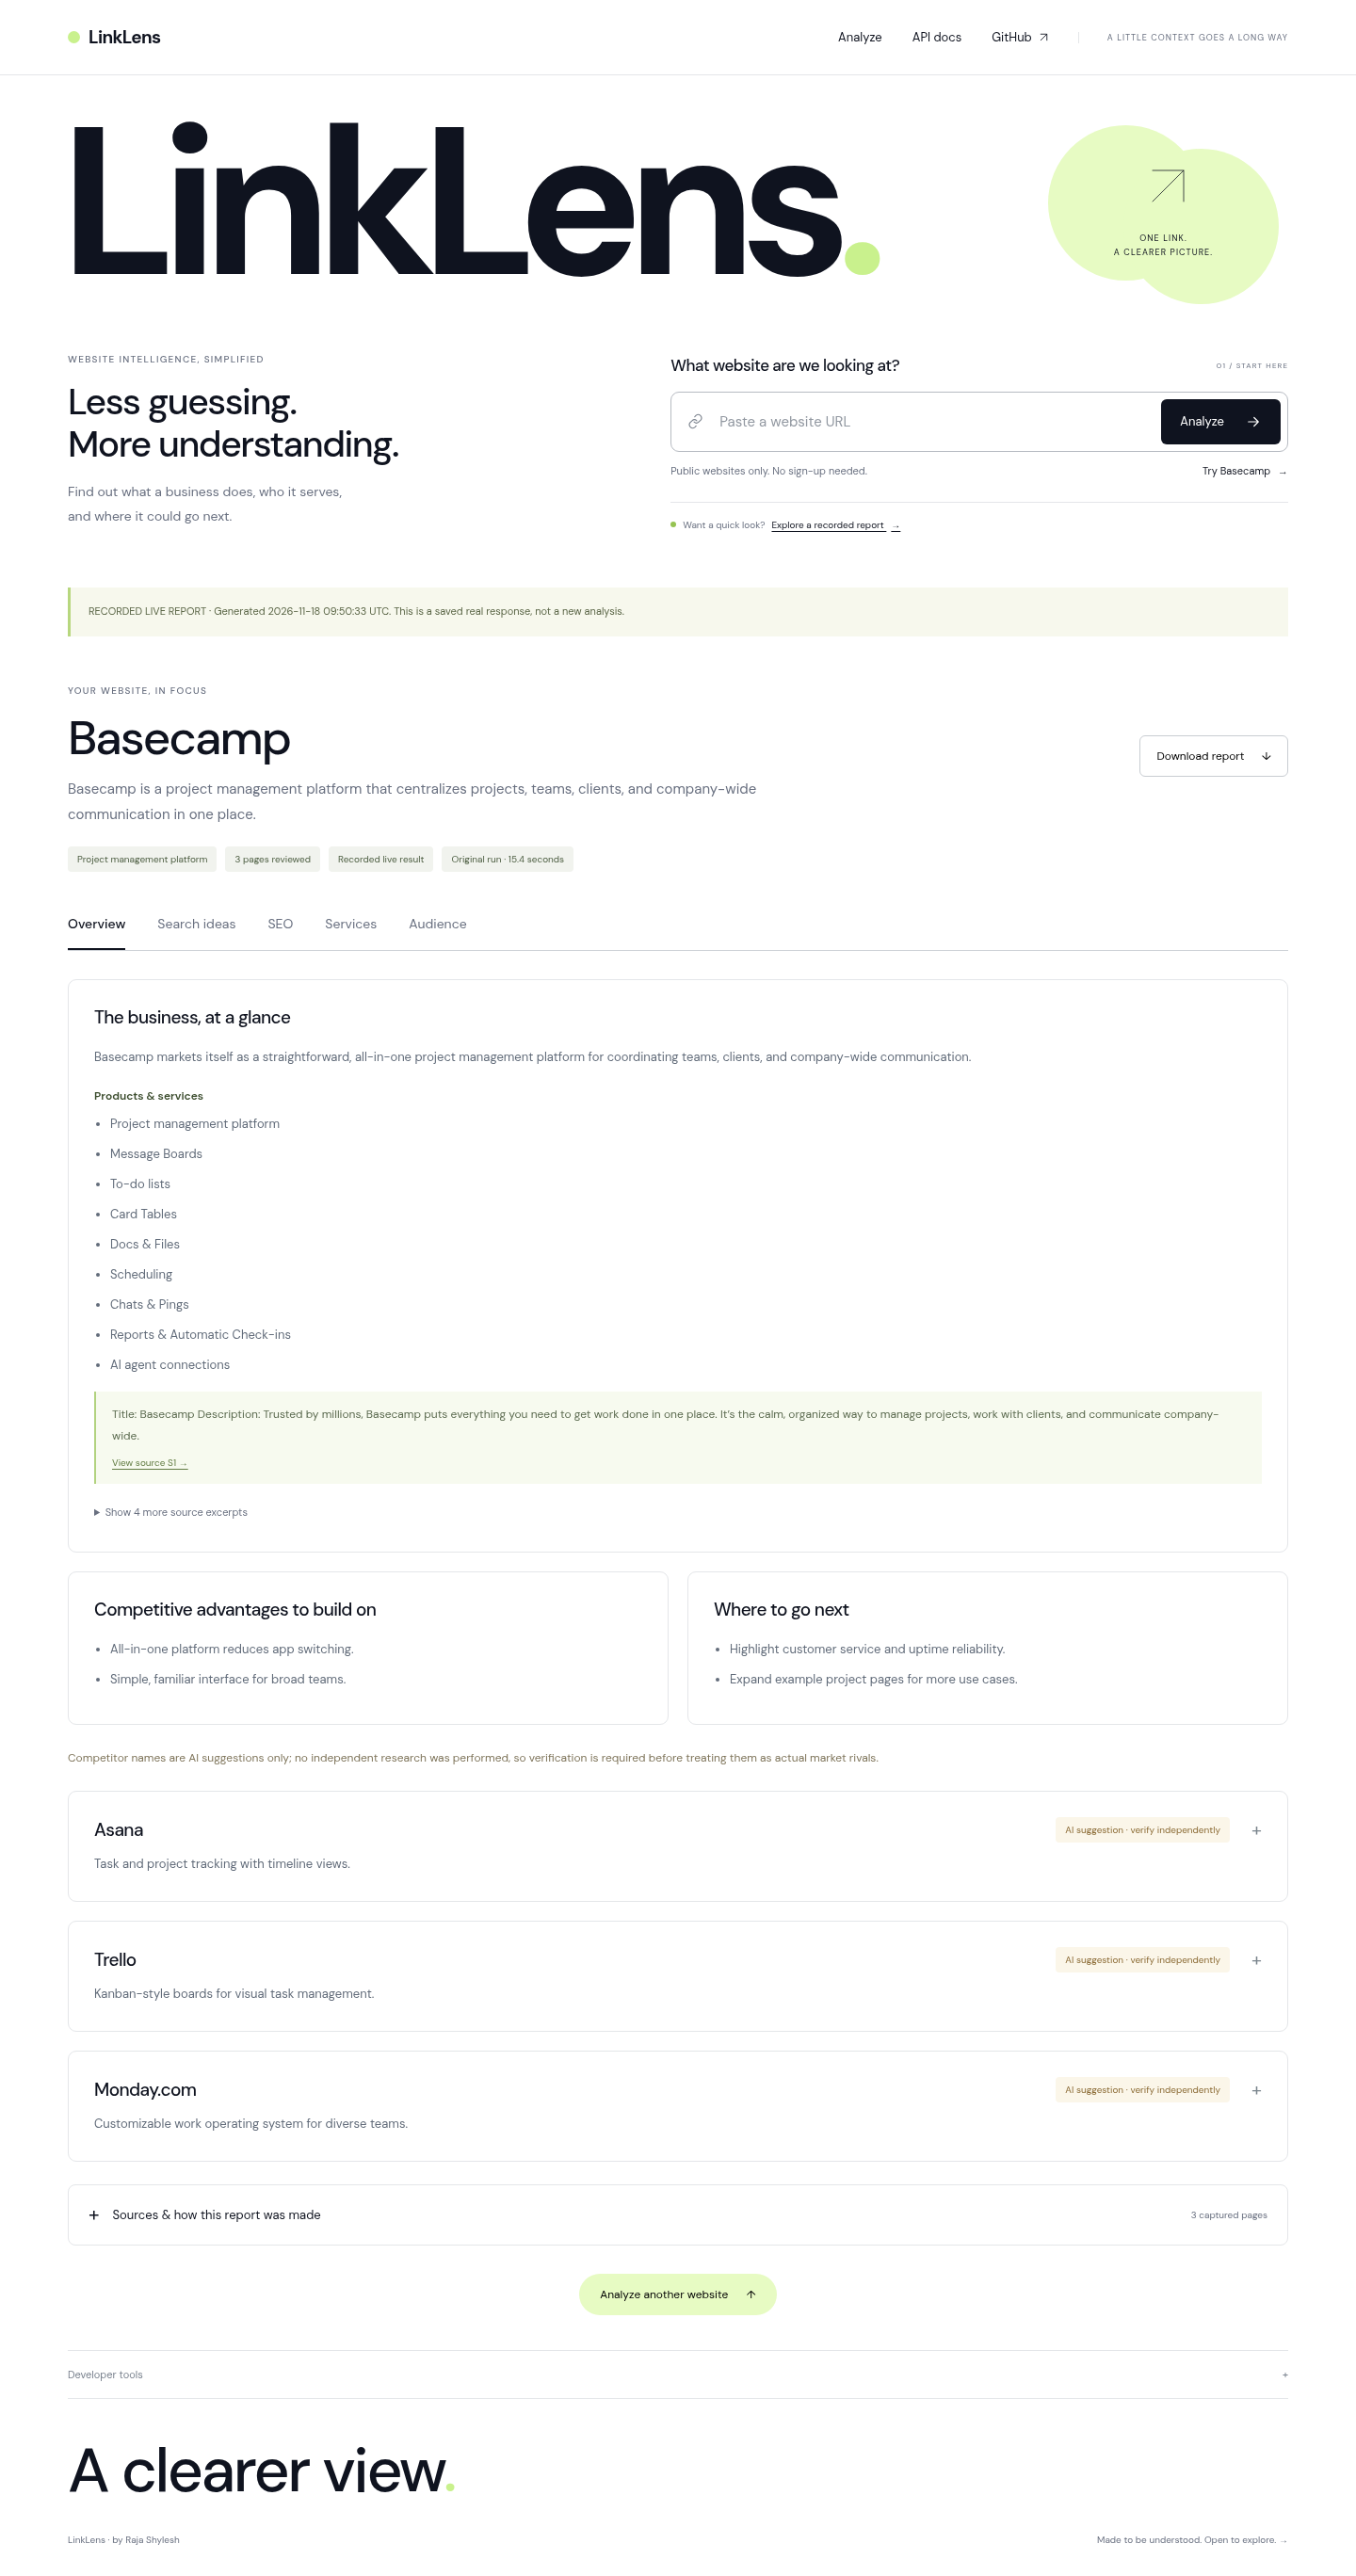 LinkLens
Analyze
API docs
GitHub ↗
A LITTLE CONTEXT GOES A LONG WAY
LinkLens.
ONE LINK.
A CLEARER PICTURE.
WEBSITE INTELLIGENCE, SIMPLIFIED
Less guessing.
More understanding.
Find out what a business does, who it serves,
and where it could go next.
What website are we looking at?
01 / START HERE
Paste a website URL
Analyze →
Public websites only. No sign-up needed.
Try Basecamp →
Want a quick look? Explore a recorded report →
RECORDED LIVE REPORT · Generated 2026-11-18 09:50:33 UTC. This is a saved real response, not a new analysis.
YOUR WEBSITE, IN FOCUS
Basecamp
Download report ↓
Basecamp is a project management platform that centralizes projects, teams, clients, and company-wide
communication in one place.
Project management platform
3 pages reviewed
Recorded live result
Original run · 15.4 seconds
Overview
Search ideas
SEO
Services
Audience
The business, at a glance
Basecamp markets itself as a straightforward, all-in-one project management platform for coordinating teams, clients, and company-wide communication.
Products & services
• Project management platform
• Message Boards
• To-do lists
• Card Tables
• Docs & Files
• Scheduling
• Chats & Pings
• Reports & Automatic Check-ins
• AI agent connections
Title: Basecamp Description: Trusted by millions, Basecamp puts everything you need to get work done in one place. It's the calm, organized way to manage projects, work with clients, and communicate company-
wide.
View source S1 →
▶ Show 4 more source excerpts
Competitive advantages to build on
• All-in-one platform reduces app switching.
• Simple, familiar interface for broad teams.
Where to go next
• Highlight customer service and uptime reliability.
• Expand example project pages for more use cases.
Competitor names are AI suggestions only; no independent research was performed, so verification is required before treating them as actual market rivals.
Asana
AI suggestion · verify independently +
Task and project tracking with timeline views.
Trello
AI suggestion · verify independently +
Kanban-style boards for visual task management.
Monday.com
AI suggestion · verify independently +
Customizable work operating system for diverse teams.
+ Sources & how this report was made
3 captured pages
Analyze another website ↑
Developer tools
+
A clearer view.
LinkLens · by Raja Shylesh
Made to be understood. Open to explore. →